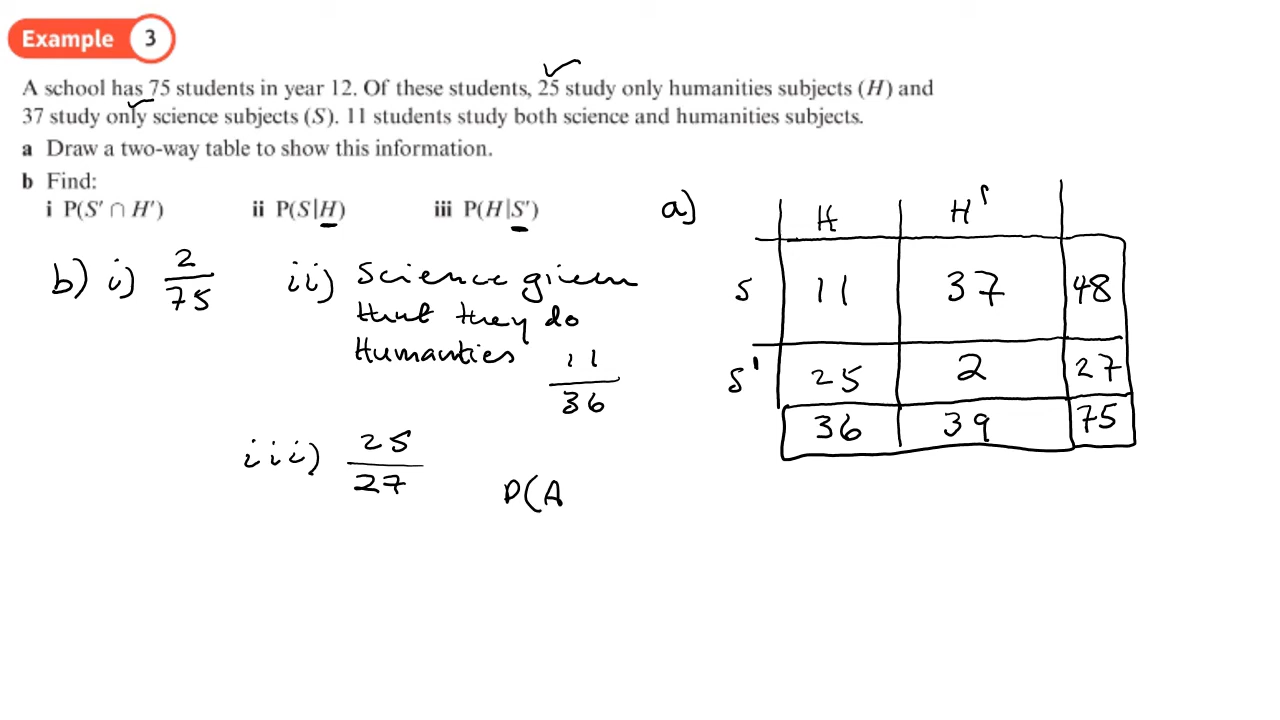 Example 3
A school has 75 students in year 12. Of these students, 25 study only humanities subjects (H) and
37 study only science subjects (S). 11 students study both science and humanities subjects.
a Draw a two-way table to show this information.
b Find:
i P(S′ ∩ H′) ii P(S|H) iii P(H|S′)
a)
H H'
S 11 37 48
S' 25 2 27
36 39 75
b) i) 2/75
ii) Science given
that they do
Humanties 11/36
iii) 25/27
P(A